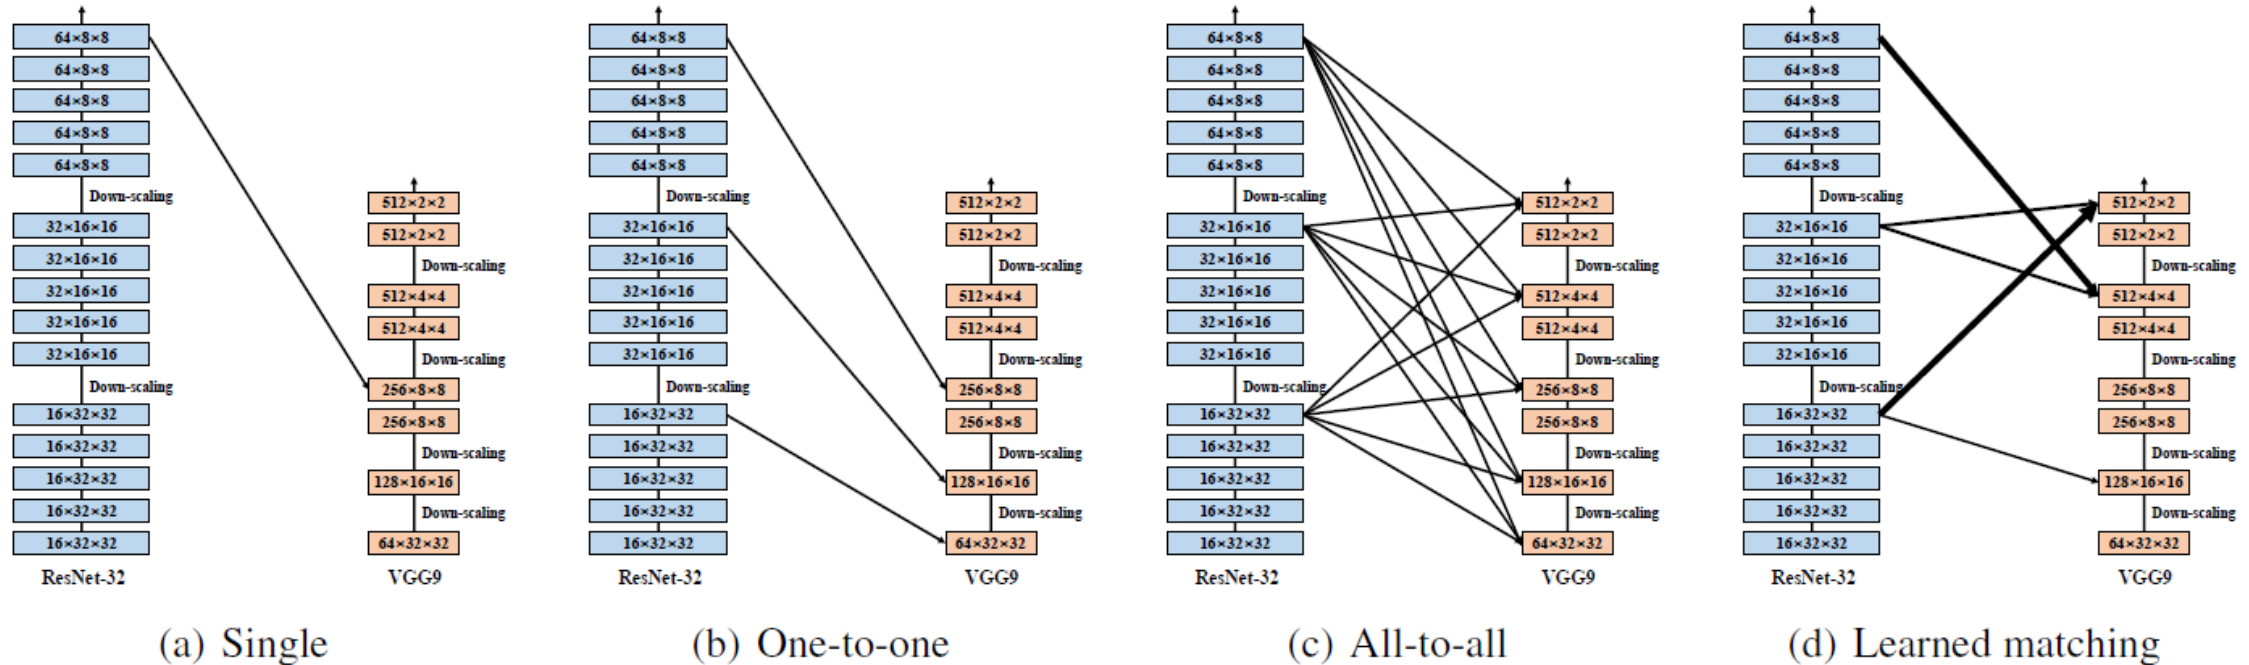 64×8×8
64×8×8
64×8×8
64×8×8
64×8×8
Down-scaling
32×16×16
32×16×16
32×16×16
32×16×16
32×16×16
Down-scaling
16×32×32
16×32×32
16×32×32
16×32×32
16×32×32
ResNet-32
512×2×2
512×2×2
Down-scaling
512×4×4
512×4×4
Down-scaling
256×8×8
256×8×8
Down-scaling
128×16×16
Down-scaling
64×32×32
VGG9
(a) Single
64×8×8
64×8×8
64×8×8
64×8×8
64×8×8
Down-scaling
32×16×16
32×16×16
32×16×16
32×16×16
32×16×16
Down-scaling
16×32×32
16×32×32
16×32×32
16×32×32
16×32×32
ResNet-32
512×2×2
512×2×2
Down-scaling
512×4×4
512×4×4
Down-scaling
256×8×8
256×8×8
Down-scaling
128×16×16
Down-scaling
64×32×32
VGG9
(b) One-to-one
64×8×8
64×8×8
64×8×8
64×8×8
64×8×8
Down-scaling
32×16×16
32×16×16
32×16×16
32×16×16
32×16×16
Down-scaling
16×32×32
16×32×32
16×32×32
16×32×32
16×32×32
ResNet-32
512×2×2
512×2×2
Down-scaling
512×4×4
512×4×4
Down-scaling
256×8×8
256×8×8
Down-scaling
128×16×16
Down-scaling
64×32×32
VGG9
(c) All-to-all
64×8×8
64×8×8
64×8×8
64×8×8
64×8×8
Down-scaling
32×16×16
32×16×16
32×16×16
32×16×16
32×16×16
Down-scaling
16×32×32
16×32×32
16×32×32
16×32×32
16×32×32
ResNet-32
512×2×2
512×2×2
Down-scaling
512×4×4
512×4×4
Down-scaling
256×8×8
256×8×8
Down-scaling
128×16×16
Down-scaling
64×32×32
VGG9
(d) Learned matching